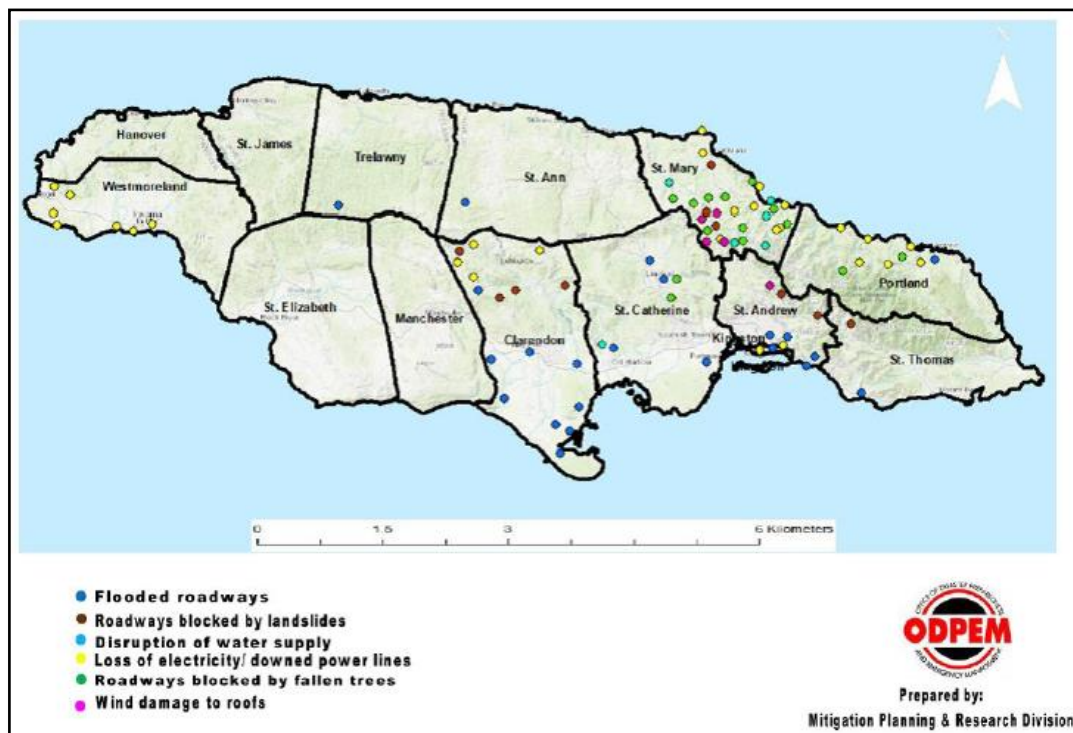 Hanover
St. James
Trelawny
St. Ann
St. Mary
Westmoreland
Portland
St. Elizabeth
Manchester
Clarendon
St. Catherine
St. Andrew
Kingston
St. Thomas
0 1.5 3 6 Kilometers
Flooded roadways
Roadways blocked by landslides
Disruption of water supply
Loss of electricity/ downed power lines
Roadways blocked by fallen trees
Wind damage to roofs
ODPEM
Prepared by:
Mitigation Planning & Research Division